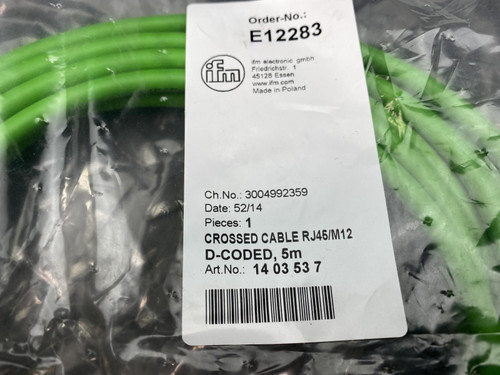 Order-No.:
E12283
ifm
ifm electronic gmbh
Friedrichstr. 1
45128 Essen
www.ifm.com
Made in Poland
Ch.No.: 3004992359
Date: 52/14
Pieces: 1
CROSSED CABLE RJ45/M12
D-CODED, 5m
Art.No.: 14 03 53 7